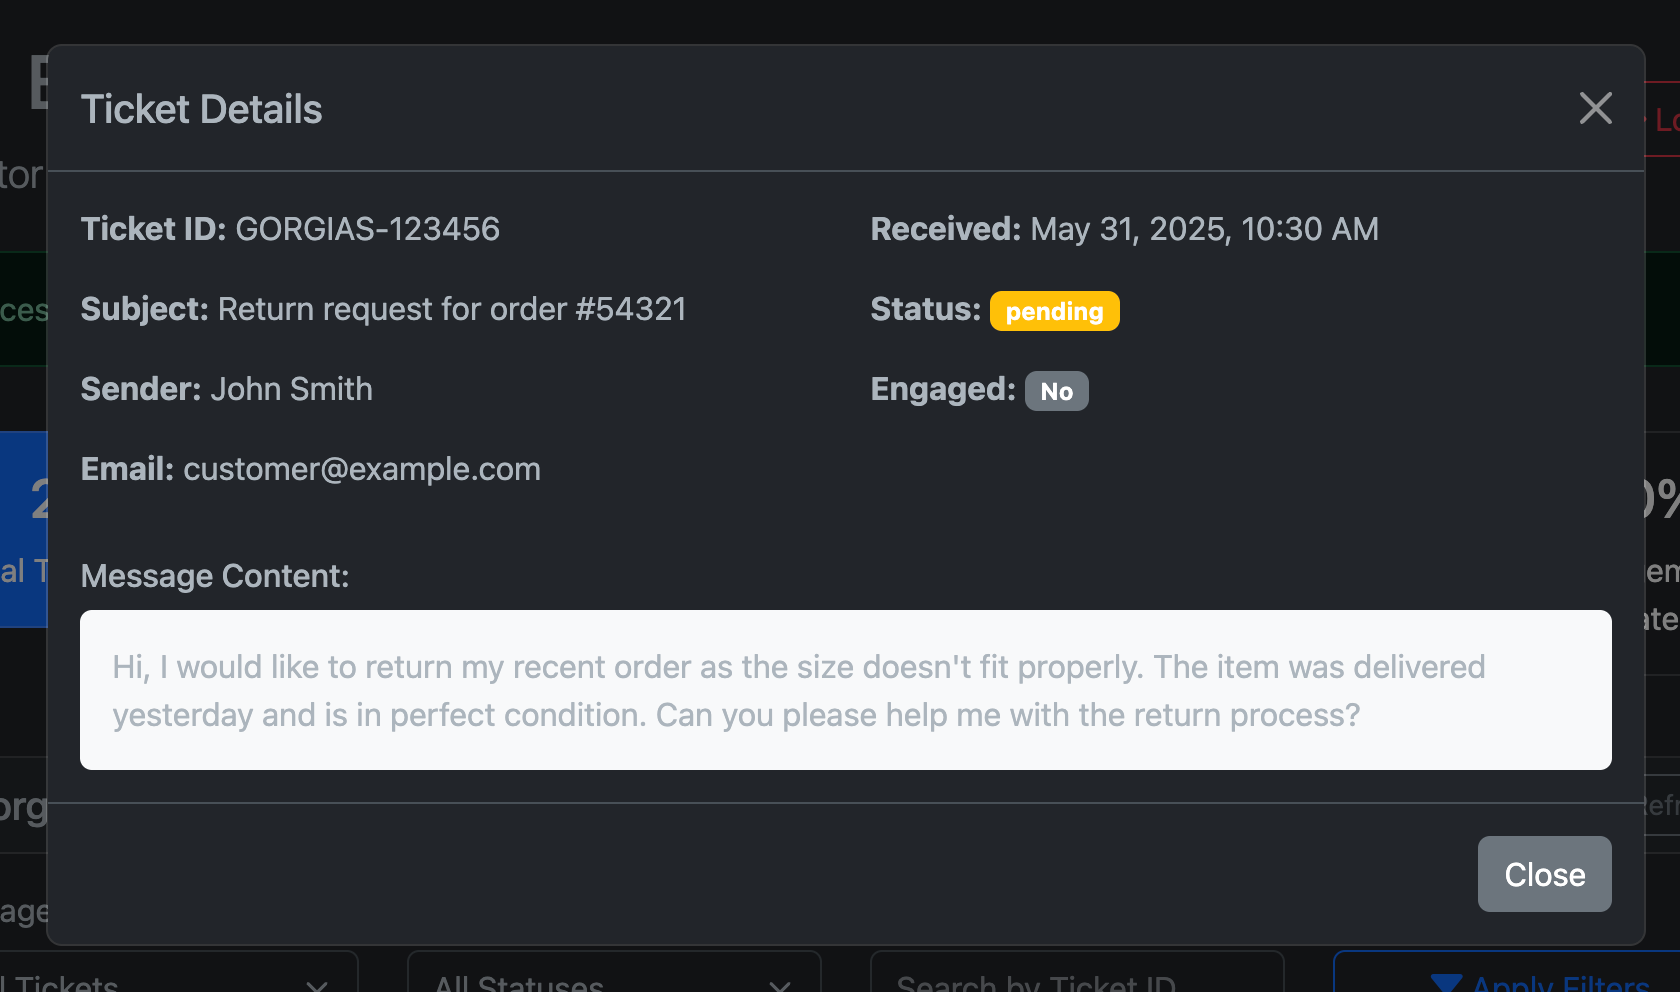 Ticket Details
Ticket ID: GORGIAS-123456
Received: May 31, 2025, 10:30 AM
Subject: Return request for order #54321
Status: pending
Sender: John Smith
Engaged: No
Email: customer@example.com
Message Content:
Hi, I would like to return my recent order as the size doesn't fit properly. The item was delivered
yesterday and is in perfect condition. Can you please help me with the return process?
Close
Tickets
All Statuses
Search by Ticket ID
Apply Filters